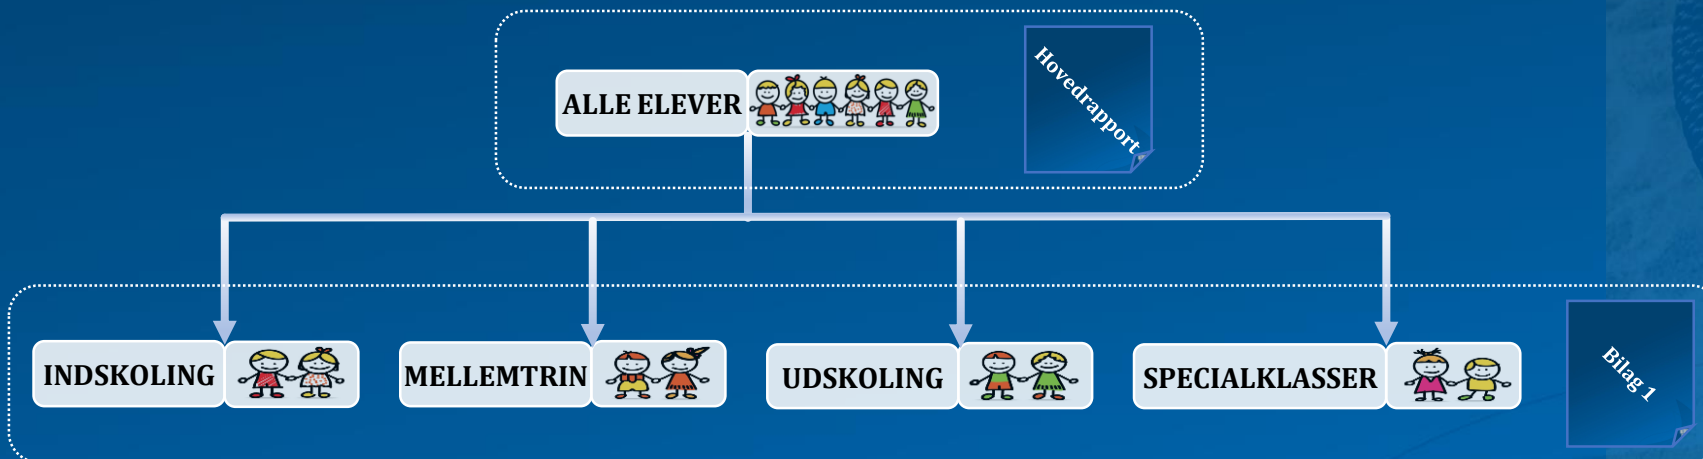 ALLE ELEVER
Hovedrapport
INDSKOLING
MELLEMTRIN
UDSKOLING
SPECIALKLASSER
Bilag 1